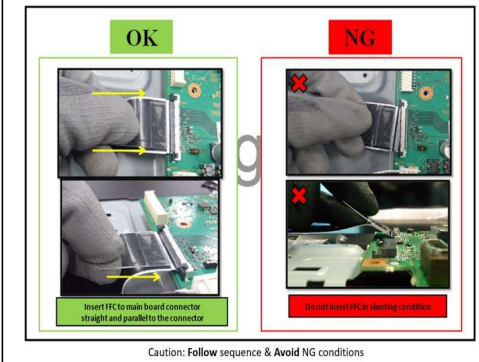 OK
NG
g
Insert FFC to main board connector
straight and parallel to the connector
Do not insert FFC in slanting condition
Caution: Follow sequence & Avoid NG conditions